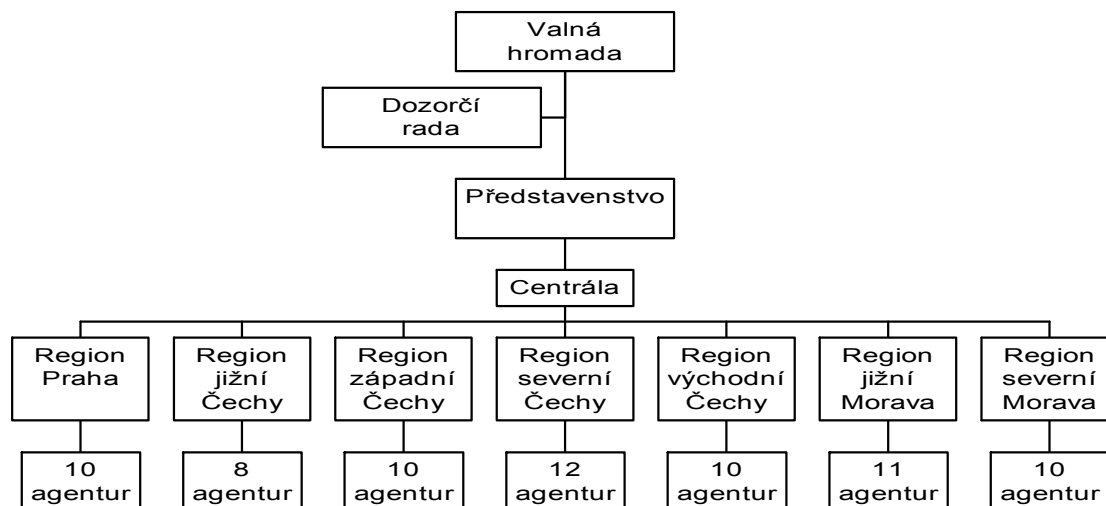 Valná
hromada
Dozorčí
rada
Představenstvo
Centrála
Region
Praha
Region
jižní
Čechy
Region
západní
Čechy
Region
severní
Čechy
Region
východní
Čechy
Region
jižní
Morava
Region
severní
Morava
10
agentur
8
agentur
10
agentur
12
agentur
10
agentur
11
agentur
10
agentur